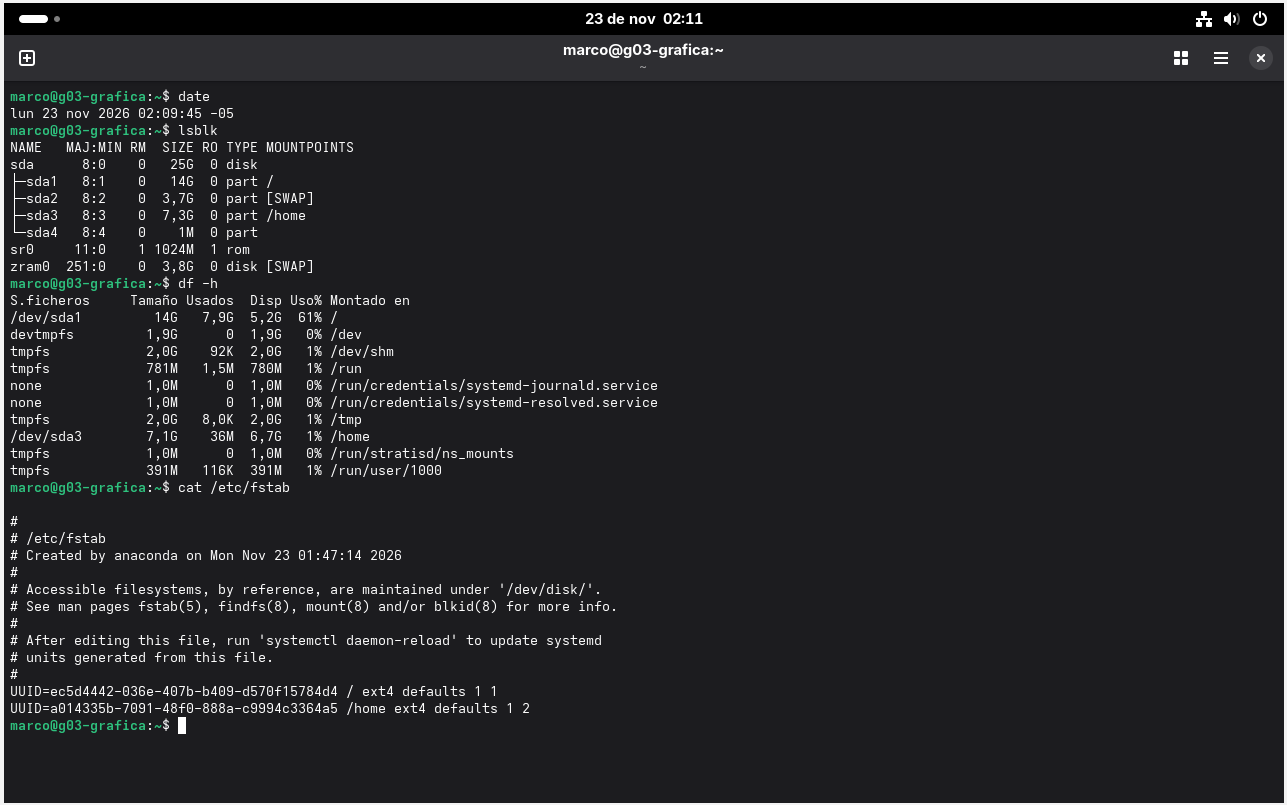 23 de nov 02:11
marco@g03-grafica:~
~
marco@g03-grafica:~$ date
lun 23 nov 2026 02:09:45 -05
marco@g03-grafica:~$ lsblk
NAME   MAJ:MIN RM  SIZE RO TYPE MOUNTPOINTS
sda      8:0    0   25G  0 disk
├─sda1   8:1    0   14G  0 part /
├─sda2   8:2    0  3,7G  0 part [SWAP]
├─sda3   8:3    0  7,3G  0 part /home
└─sda4   8:4    0    1M  0 part
sr0     11:0    1 1024M  1 rom
zram0  251:0    0  3,8G  0 disk [SWAP]
marco@g03-grafica:~$ df -h
S.ficheros     Tamaño Usados  Disp Uso% Montado en
/dev/sda1         14G   7,9G  5,2G  61% /
devtmpfs         1,9G      0  1,9G   0% /dev
tmpfs            2,0G    92K  2,0G   1% /dev/shm
tmpfs            781M   1,5M  780M   1% /run
none             1,0M      0  1,0M   0% /run/credentials/systemd-journald.service
none             1,0M      0  1,0M   0% /run/credentials/systemd-resolved.service
tmpfs            2,0G   8,0K  2,0G   1% /tmp
/dev/sda3        7,1G    36M  6,7G   1% /home
tmpfs            1,0M      0  1,0M   0% /run/stratisd/ns_mounts
tmpfs            391M   116K  391M   1% /run/user/1000
marco@g03-grafica:~$ cat /etc/fstab
#
# /etc/fstab
# Created by anaconda on Mon Nov 23 01:47:14 2026
#
# Accessible filesystems, by reference, are maintained under '/dev/disk/'.
# See man pages fstab(5), findfs(8), mount(8) and/or blkid(8) for more info.
#
# After editing this file, run 'systemctl daemon-reload' to update systemd
# units generated from this file.
#
UUID=ec5d4442-036e-407b-b409-d570f15784d4 / ext4 defaults 1 1
UUID=a014335b-7091-48f0-888a-c9994c3364a5 /home ext4 defaults 1 2
marco@g03-grafica:~$